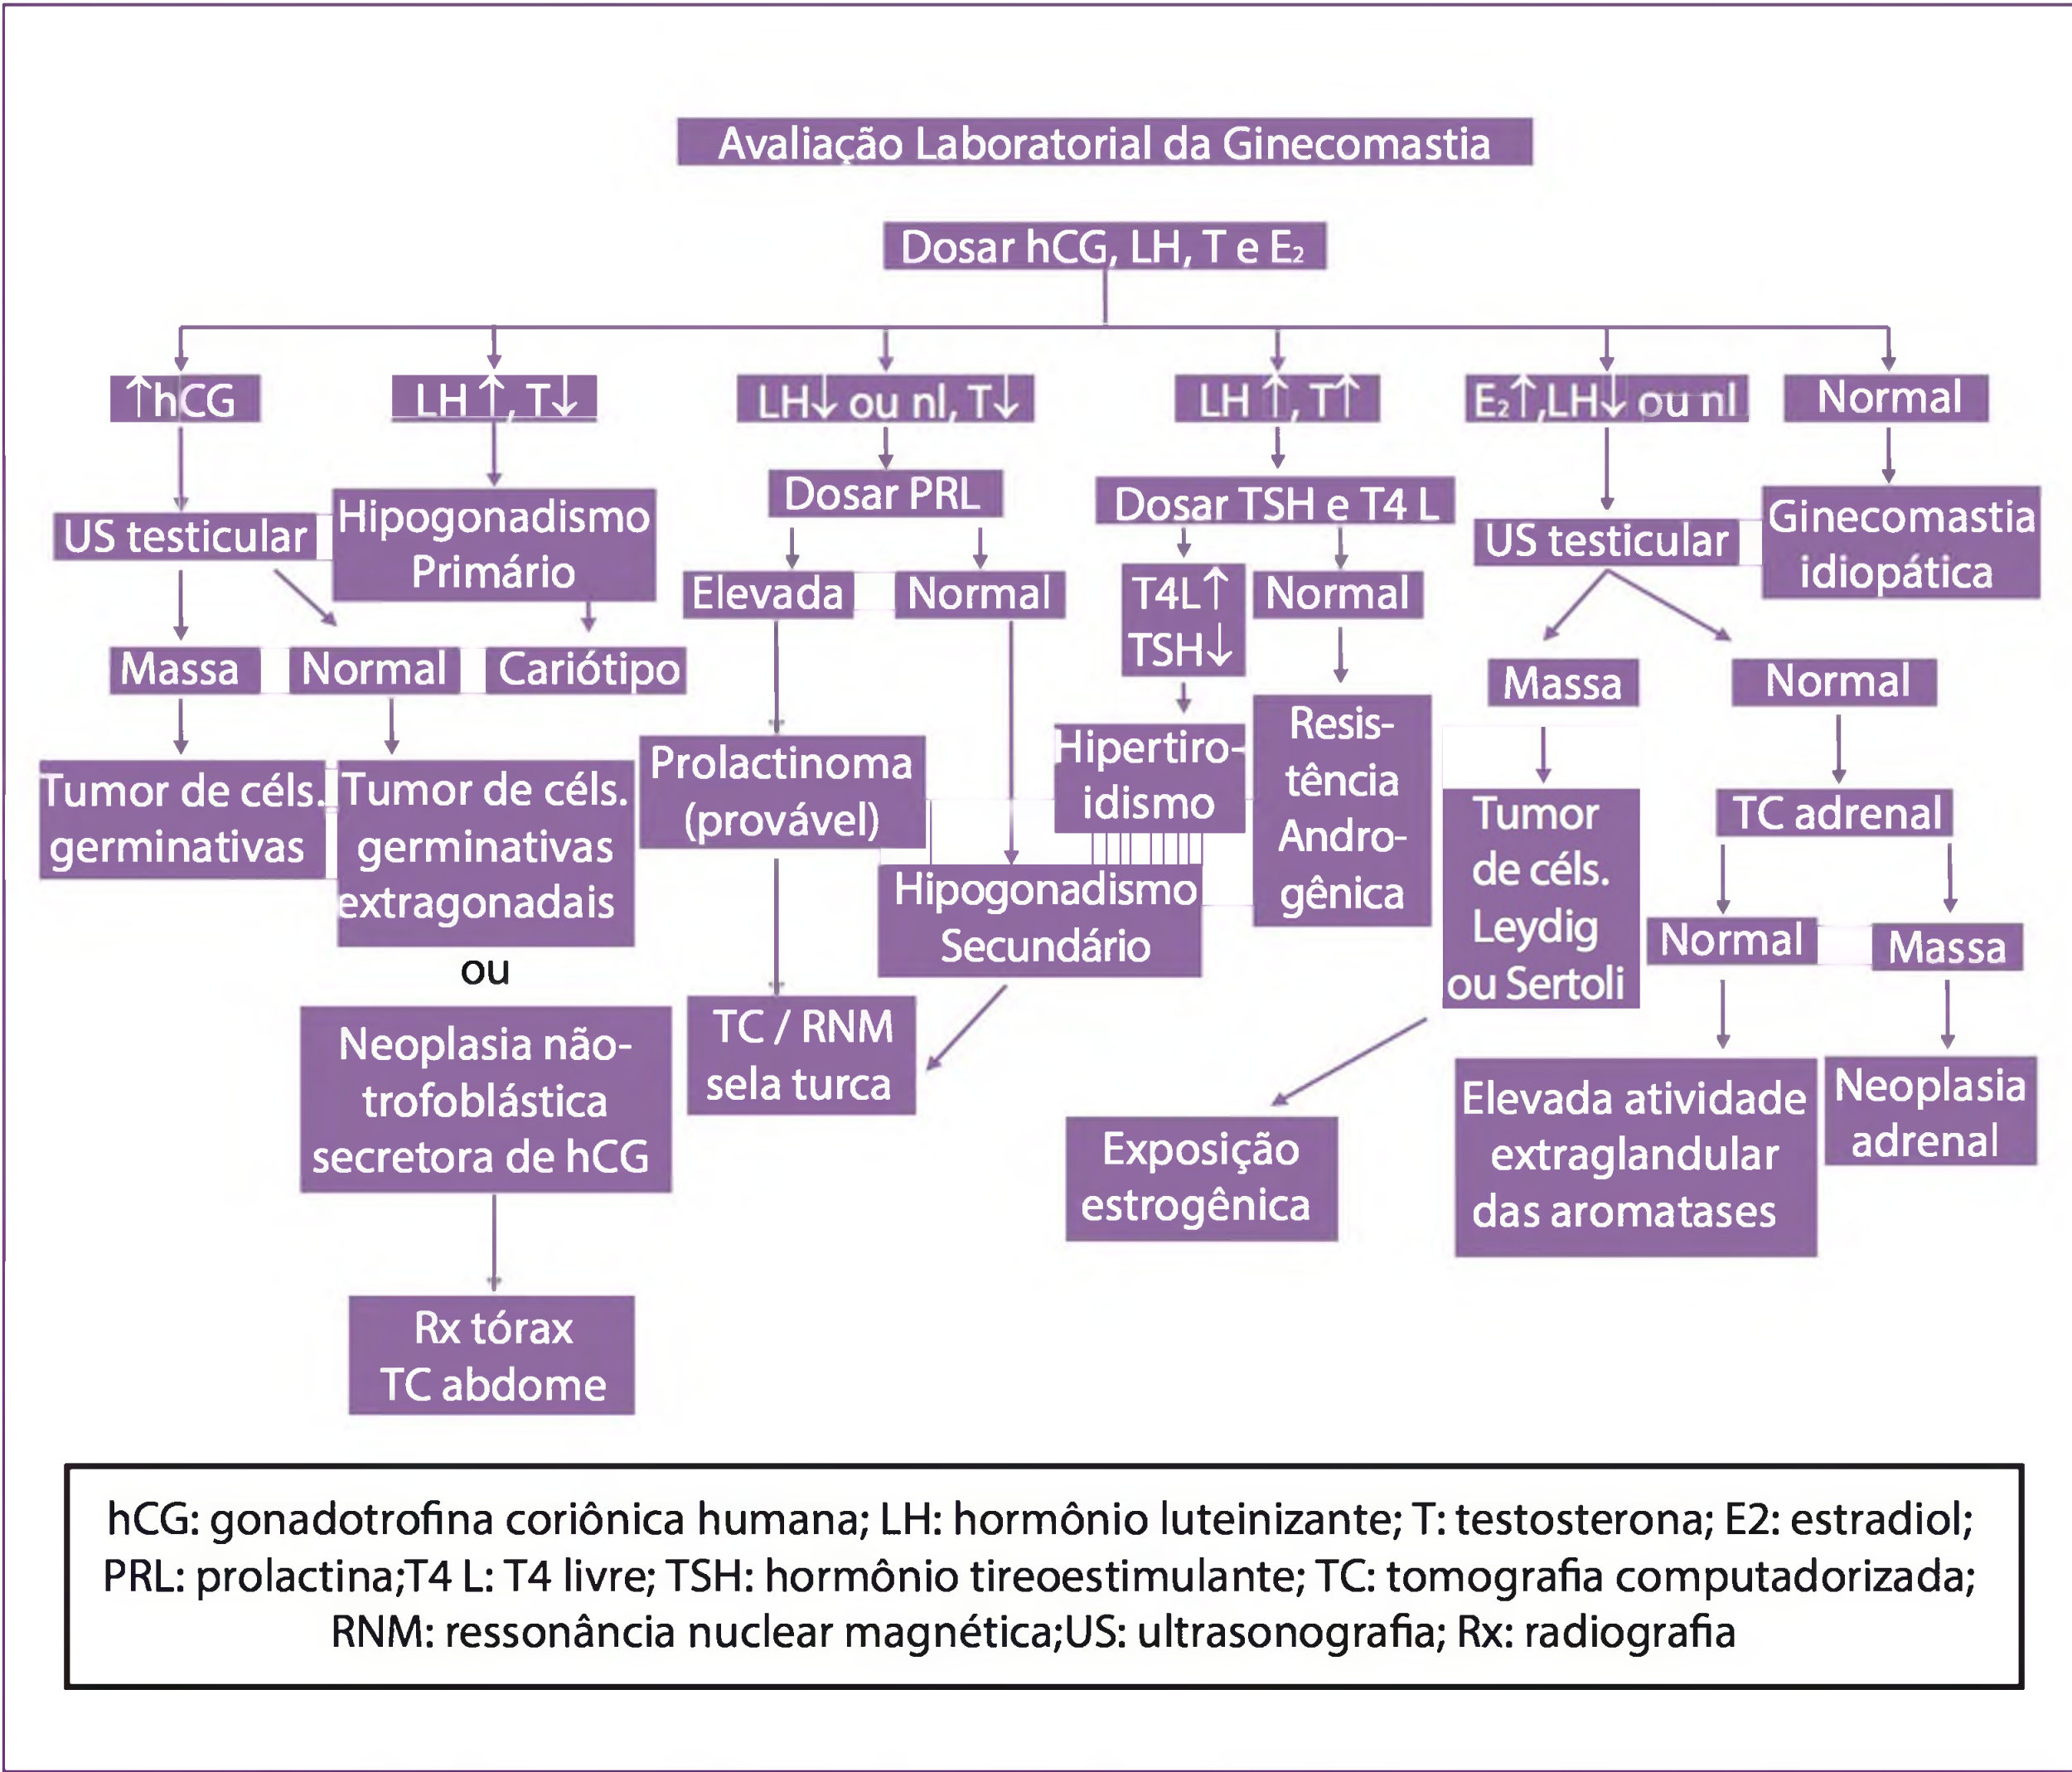 Avaliação Laboratorial da Ginecomastia
Dosar hCG, LH, T e E₂
↑hCG
LH ↑, T↓
LH↓ ou nl, T↓
LH ↑, T↑
E₂↑,LH↓ ou nl
Normal
US testicular
Hipogonadismo
Primário
Dosar PRL
Dosar TSH e T4 L
US testicular
Ginecomastia
idiopática
Elevada
Normal
T4L↑
TSH↓
Normal
Massa
Normal
Cariótipo
Massa
Normal
Tumor de céls.
germinativas
Tumor de céls.
germinativas
extragonadais
ou
Neoplasia não-
trofoblástica
secretora de hCG
Rx tórax
TC abdome
Prolactinoma
(provável)
Hipogonadismo
Secundário
TC / RNM
sela turca
Hipertiro-
idismo
Resis-
tência
Andro-
gênica
Tumor
de céls.
Leydig
ou Sertoli
Exposição
estrogênica
TC adrenal
Normal
Massa
Elevada atividade
extraglandular
das aromatases
Neoplasia
adrenal
hCG: gonadotrofina coriônica humana; LH: hormônio luteinizante; T: testosterona; E2: estradiol;
PRL: prolactina;T4 L: T4 livre; TSH: hormônio tireoestimulante; TC: tomografia computadorizada;
RNM: ressonância nuclear magnética;US: ultrasonografia; Rx: radiografia